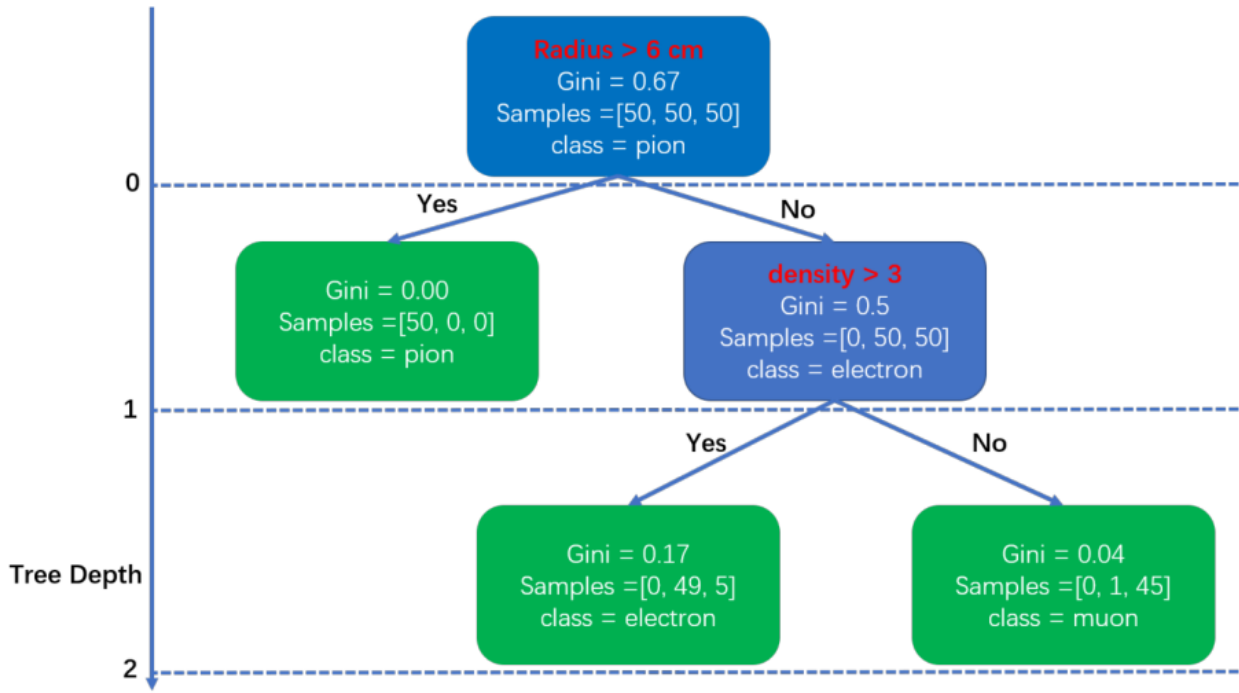 Radius > 6 cm
Gini = 0.67
Samples =[50, 50, 50]
class = pion
0
Yes
No
Gini = 0.00
Samples =[50, 0, 0]
class = pion
density > 3
Gini = 0.5
Samples =[0, 50, 50]
class = electron
1
Yes
No
Gini = 0.17
Samples =[0, 49, 5]
class = electron
Gini = 0.04
Samples =[0, 1, 45]
class = muon
Tree Depth
2